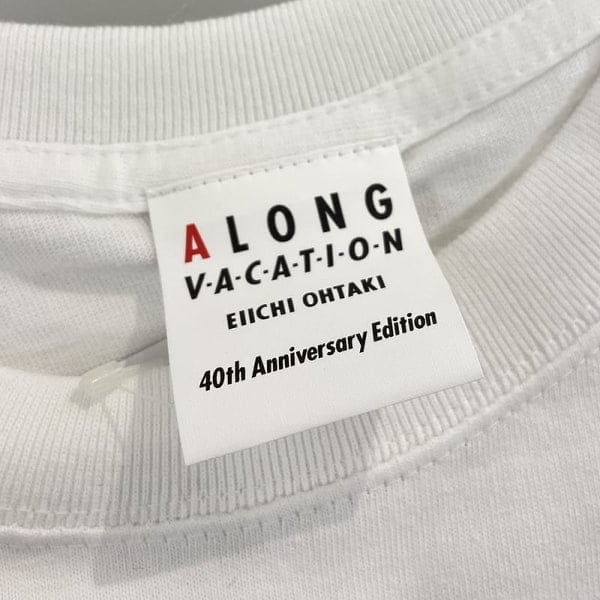 A LONG
V·A·C·A·T·I·O·N
EIICHI OHTAKI
40th Anniversary Edition